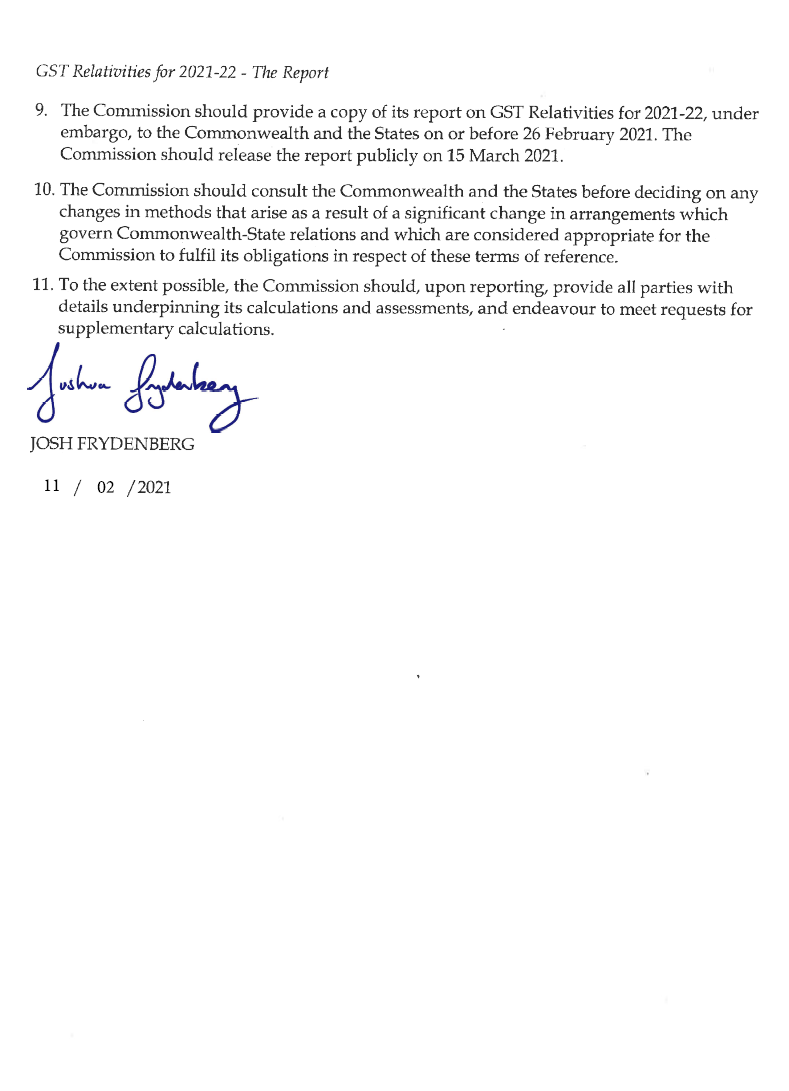 GST Relativities for 2021-22 - The Report
9. The Commission should provide a copy of its report on GST Relativities for 2021-22, under
embargo, to the Commonwealth and the States on or before 26 February 2021. The
Commission should release the report publicly on 15 March 2021.
10. The Commission should consult the Commonwealth and the States before deciding on any
changes in methods that arise as a result of a significant change in arrangements which
govern Commonwealth-State relations and which are considered appropriate for the
Commission to fulfil its obligations in respect of these terms of reference.
11. To the extent possible, the Commission should, upon reporting, provide all parties with
details underpinning its calculations and assessments, and endeavour to meet requests for
supplementary calculations.
Joshua Frydenberg
JOSH FRYDENBERG
11 / 02 /2021